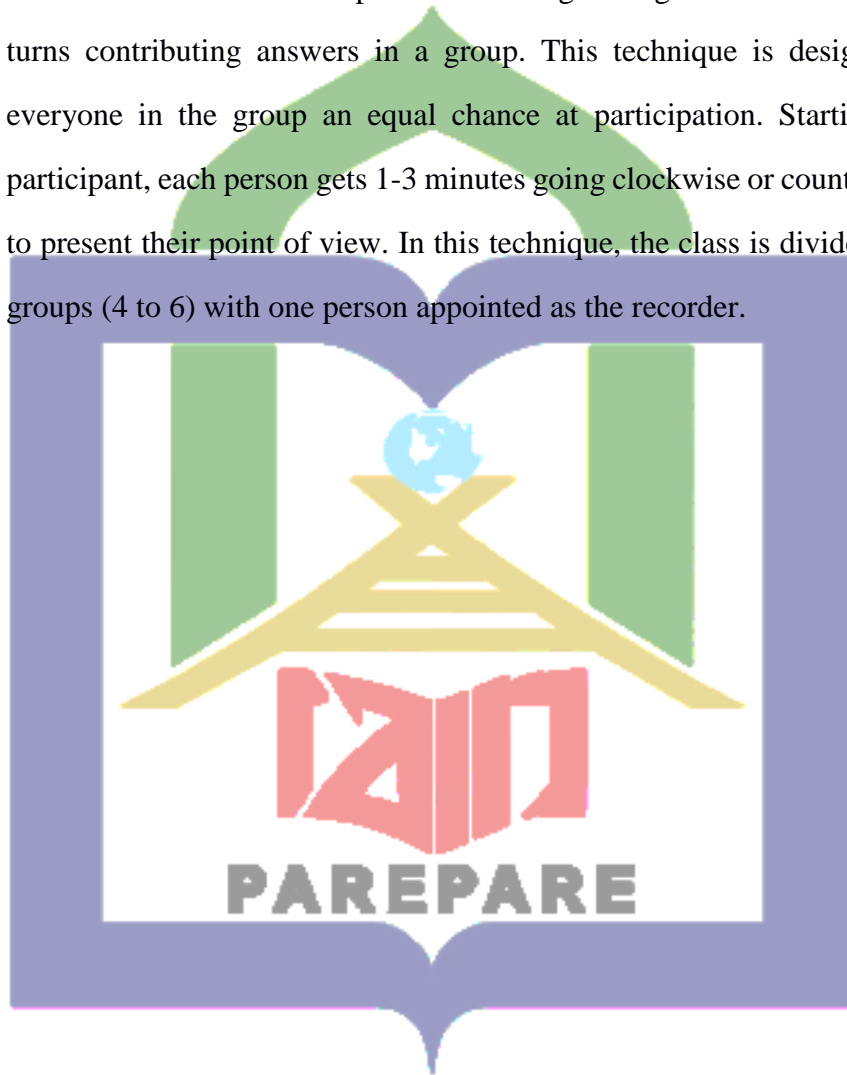 turns contributing answers in a group. This technique is desig
everyone in the group an equal chance at participation. Starti
participant, each person gets 1-3 minutes going clockwise or count
to present their point of view. In this technique, the class is divide
groups (4 to 6) with one person appointed as the recorder.
iain
PAREPARE